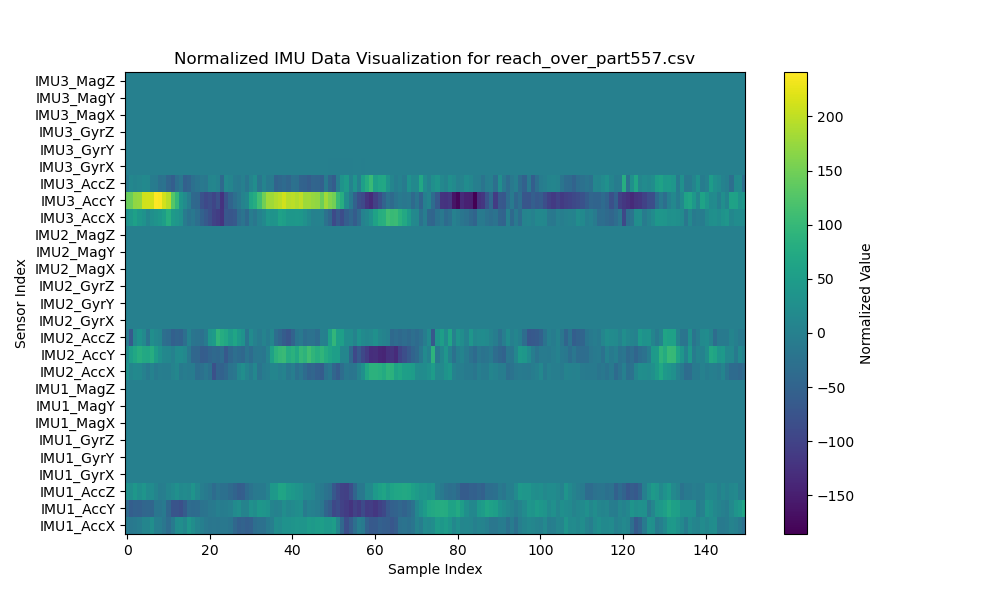 Normalized IMU Data Visualization for reach_over_part557.csv
IMU3_MagZ
IMU3_MagY
IMU3_MagX
IMU3_GyrZ
IMU3_GyrY
IMU3_GyrX
IMU3_AccZ
IMU3_AccY
IMU3_AccX
IMU2_MagZ
IMU2_MagY
IMU2_MagX
IMU2_GyrZ
IMU2_GyrY
IMU2_GyrX
IMU2_AccZ
IMU2_AccY
IMU2_AccX
IMU1_MagZ
IMU1_MagY
IMU1_MagX
IMU1_GyrZ
IMU1_GyrY
IMU1_GyrX
IMU1_AccZ
IMU1_AccY
IMU1_AccX
Sensor Index
0 20 40 60 80 100 120 140
Sample Index
200
150
100
50
0
−50
−100
−150
Normalized Value